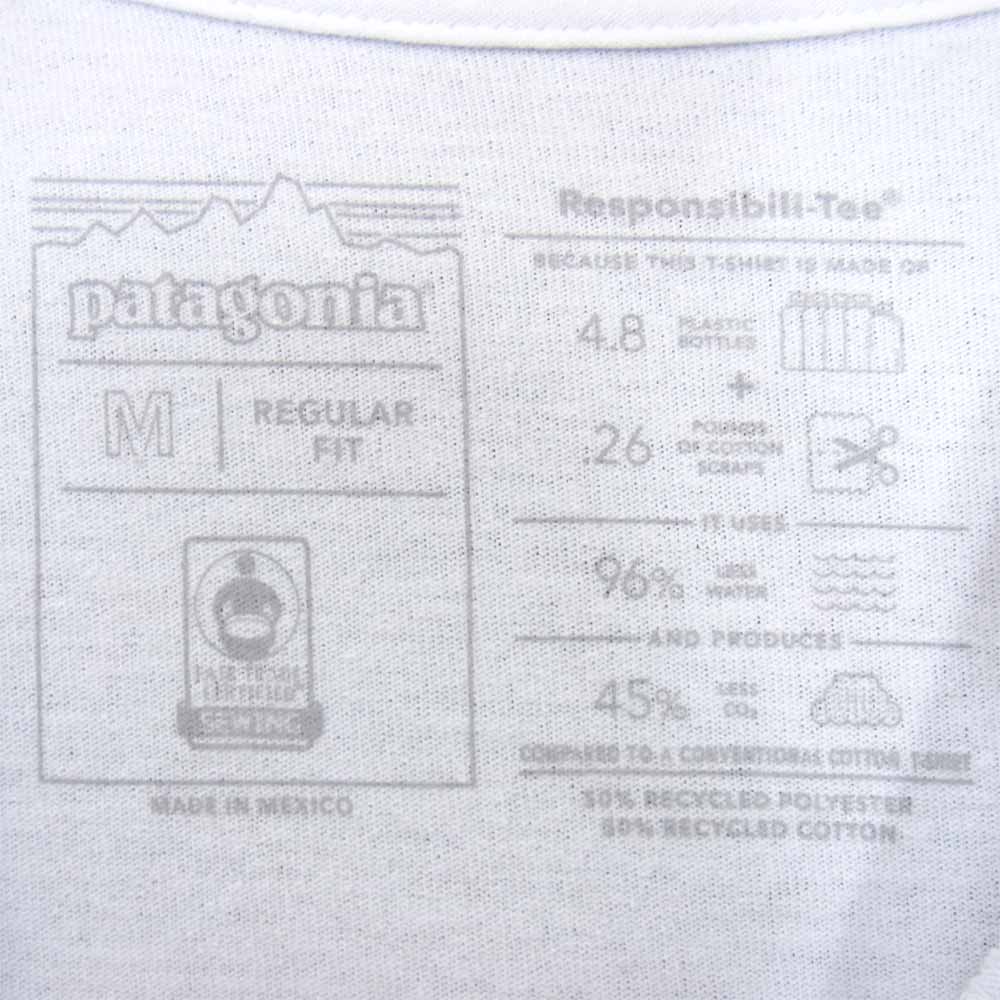 patagonia®
M
REGULAR
FIT
FAIR TRADE
CERTIFIED
SEWING
MADE IN MEXICO
Responsibili-Tee®
BECAUSE THIS T-SHIRT IS MADE OF
4.8 PLASTIC
BOTTLES
+
.26 POUNDS
OF COTTON
SCRAPS
IT USES
96% LESS
WATER
AND PRODUCES
45% LESS
CO₂
COMPARED TO A CONVENTIONAL COTTON T-SHIRT
50% RECYCLED POLYESTER
50% RECYCLED COTTON